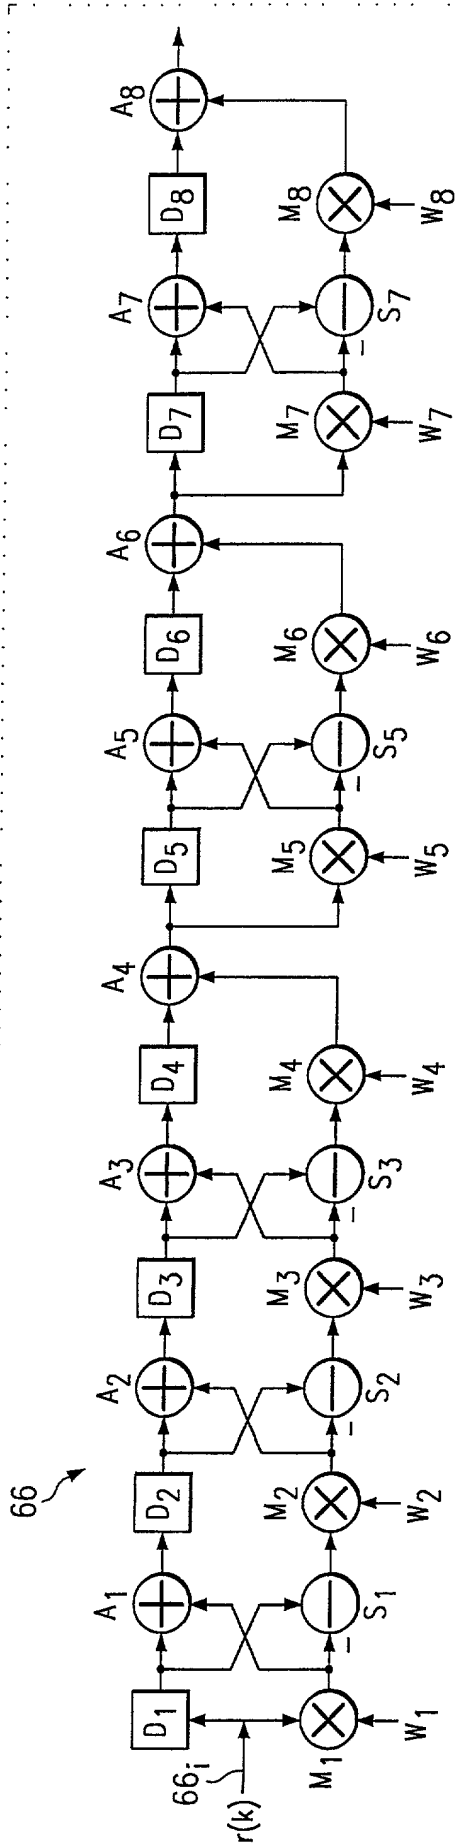 66
66i
r(k)
D1 D2 D3 D4 D5 D6 D7 D8
A1 A2 A3 A4 A5 A6 A7 A8
M1 M2 M3 M4 M5 M6 M7 M8
S1 S2 S3 S5 S7
W1 W2 W3 W4 W5 W6 W7 W8